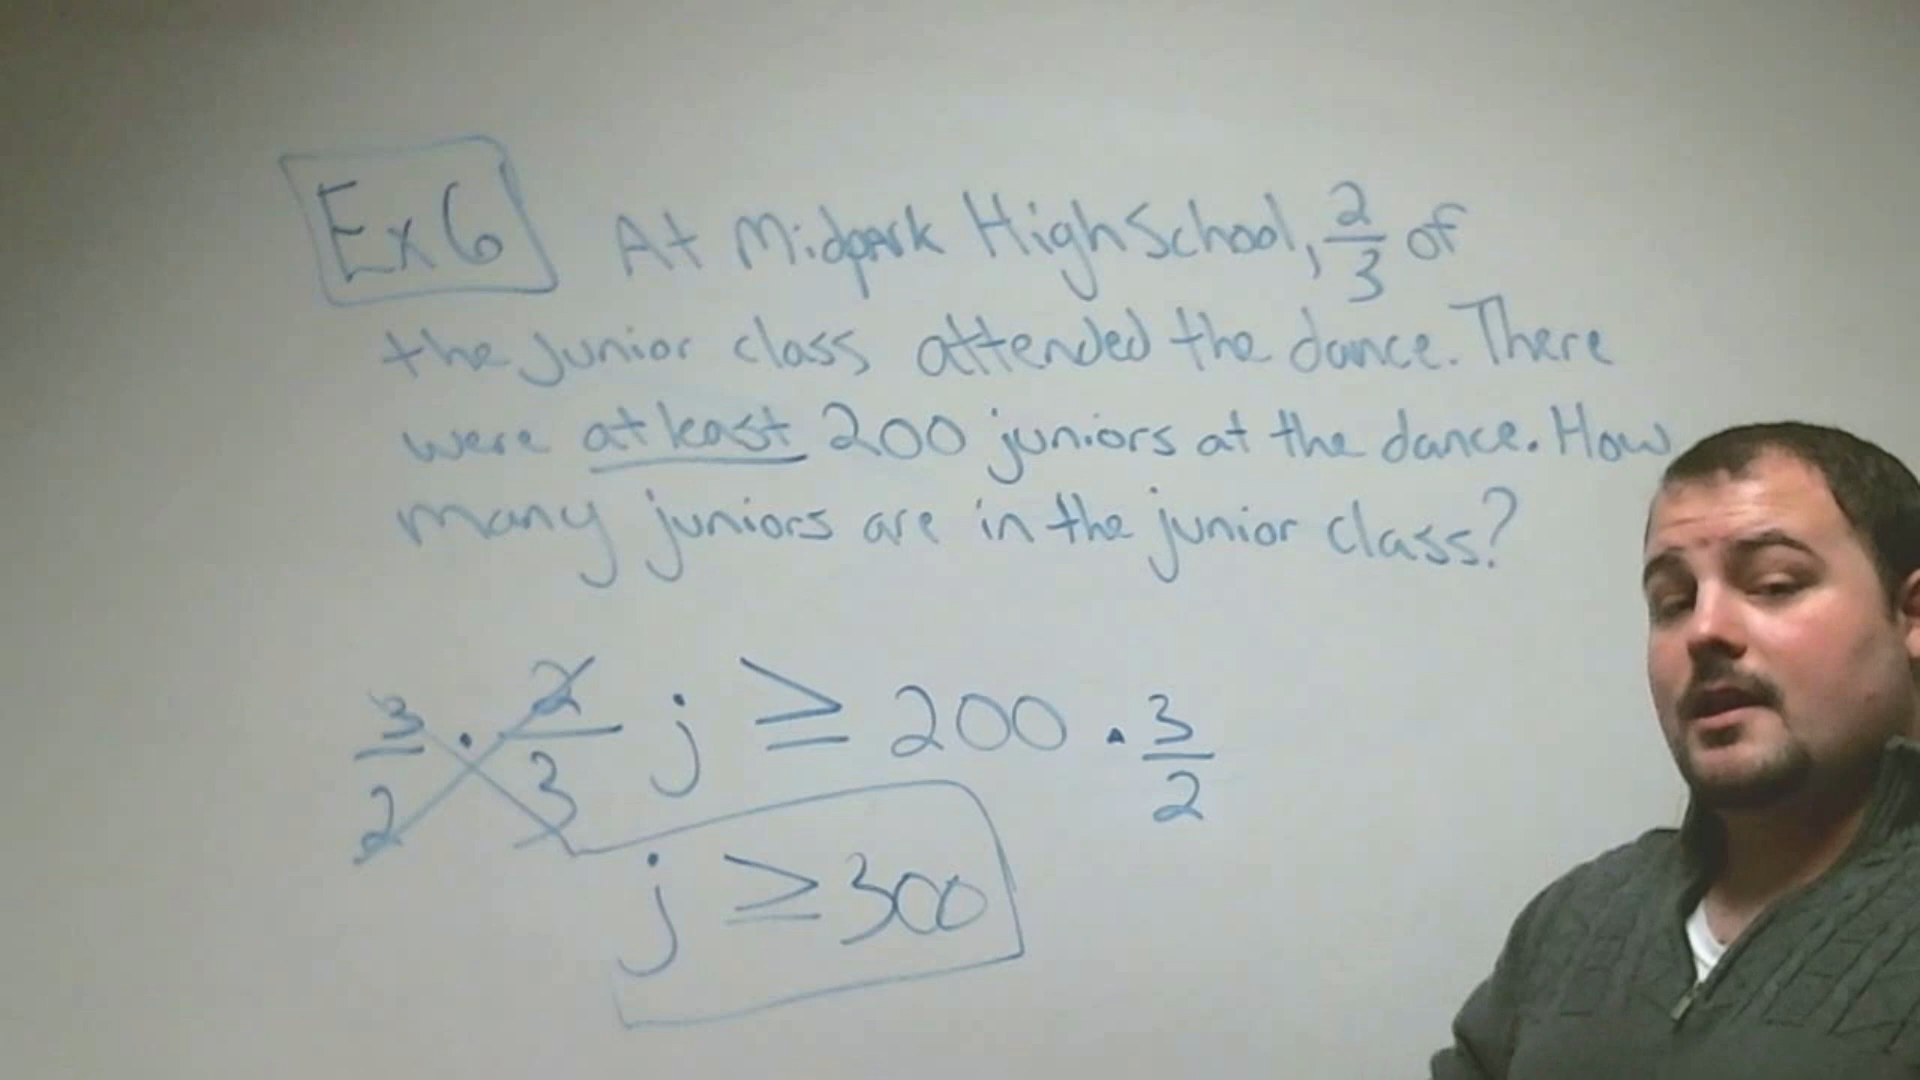 Ex 6 At Midpark High School, 2/3 of
the junior class attended the dance. There
were at least 200 juniors at the dance. How
many juniors are in the junior class?
3/2 · 2/3 j ≥ 200 · 3/2
j ≥ 300